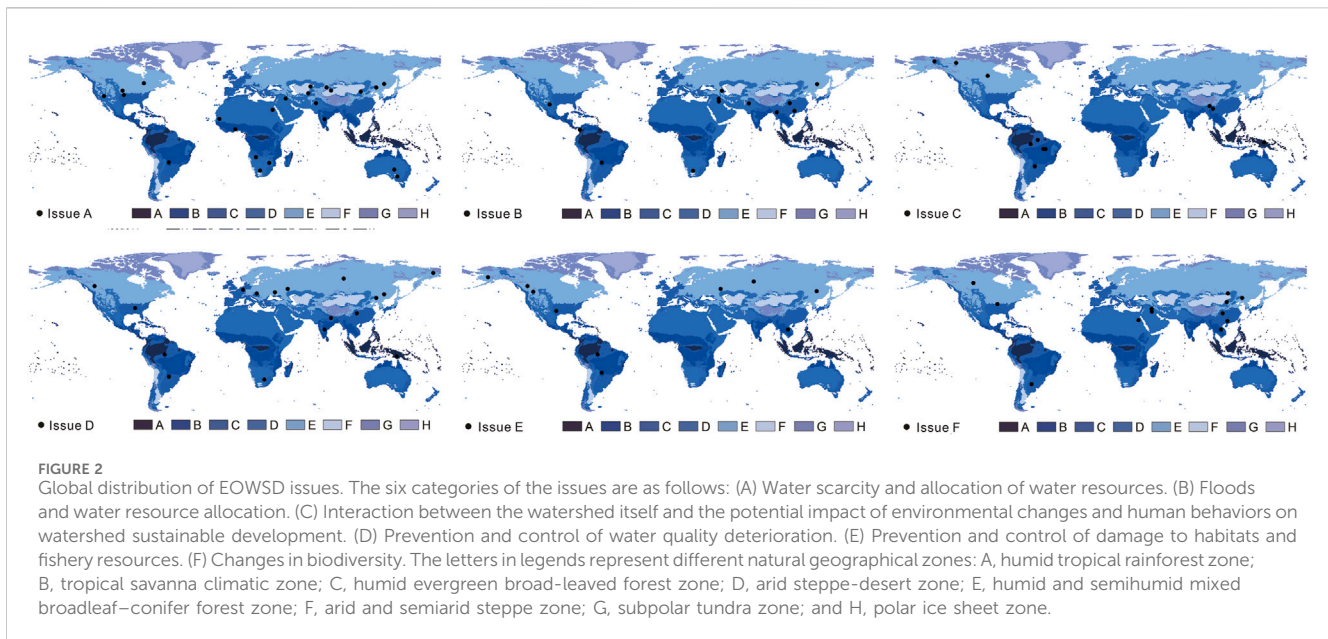 ● Issue A A B C D E F G H
● Issue B A B C D E F G H
● Issue C A B C D E F G H
● Issue D A B C D E F G H
● Issue E A B C D E F G H
● Issue F A B C D E F G H
FIGURE 2
Global distribution of EOWSD issues. The six categories of the issues are as follows: (A) Water scarcity and allocation of water resources. (B) Floods
and water resource allocation. (C) Interaction between the watershed itself and the potential impact of environmental changes and human behaviors on
watershed sustainable development. (D) Prevention and control of water quality deterioration. (E) Prevention and control of damage to habitats and
fishery resources. (F) Changes in biodiversity. The letters in legends represent different natural geographical zones: A, humid tropical rainforest zone;
B, tropical savanna climatic zone; C, humid evergreen broad-leaved forest zone; D, arid steppe-desert zone; E, humid and semihumid mixed
broadleaf–conifer forest zone; F, arid and semiarid steppe zone; G, subpolar tundra zone; and H, polar ice sheet zone.